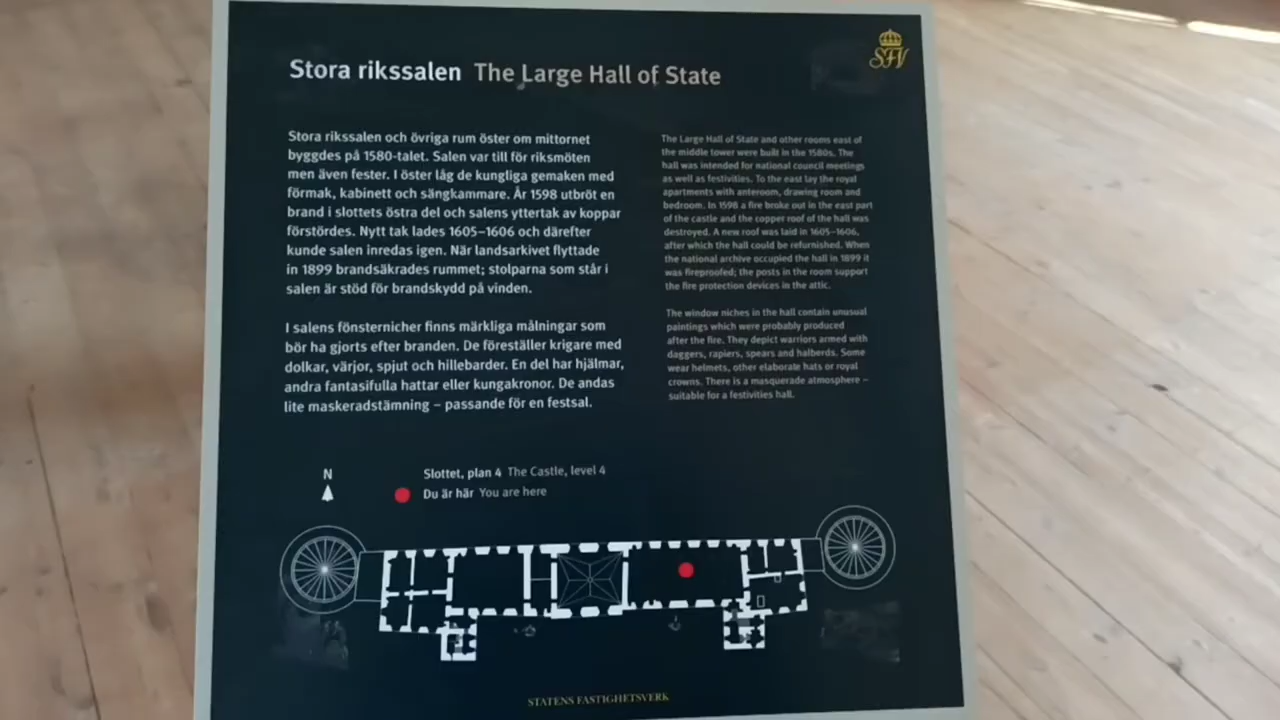 SFV
Stora rikssalen The Large Hall of State
Stora rikssalen och övriga rum öster om mittornet
byggdes på 1580-talet. Salen var till för riksmöten
men även fester. I öster låg de kungliga gemaken med
förmak, kabinett och sängkammare. År 1598 utbröt en
brand i slottets östra del och salens yttertak av koppar
förstördes. Nytt tak lades 1605–1606 och därefter
kunde salen inredas igen. När landsarkivet flyttade
in 1899 brandsäkrades rummet; stolparna som står i
salen är stöd för brandskydd på vinden.
I salens fönsternicher finns märkliga målningar som
bör ha gjorts efter branden. De föreställer krigare med
dolkar, värjor, spjut och hillebarder. En del har hjälmar,
andra fantasifulla hattar eller kungakronor. De andas
lite maskeradstämning – passande för en festsal.
The Large Hall of State and other rooms east of
the middle tower were built in the 1580s. The
hall was intended for national council meetings
as well as festivities. To the east lay the royal
apartments with anteroom, drawing room and
bedroom. In 1598 a fire broke out in the east part
of the castle and the copper roof of the hall was
destroyed. A new roof was laid in 1605–1606,
after which the hall could be refurnished. When
the national archive occupied the hall in 1899 it
was fireproofed; the posts in the room support
the fire protection devices in the attic.
The window niches in the hall contain unusual
paintings which were probably produced
after the fire. They depict warriors armed with
daggers, rapiers, spears and halberds. Some
wear helmets, other elaborate hats or royal
crowns. There is a masquerade atmosphere –
suitable for a festivities hall.
N
Slottet, plan 4 The Castle, level 4
Du är här You are here
STATENS FASTIGHETSVERK